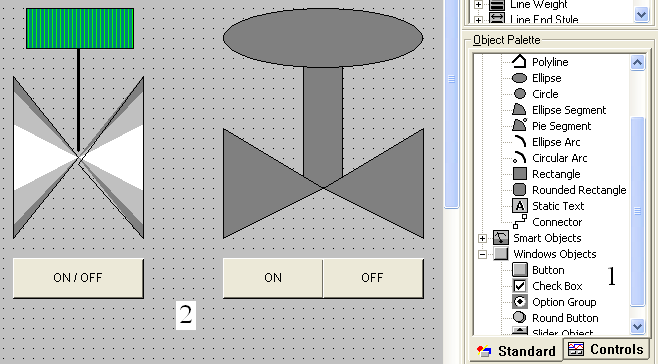 Line Weight
Line End Style
Object Palette
Polyline
Ellipse
Circle
Ellipse Segment
Pie Segment
Ellipse Arc
Circular Arc
Rectangle
Rounded Rectangle
A Static Text
Connector
Smart Objects
Windows Objects
Button
Check Box
Option Group
Round Button
Slider Object
1
Standard
Controls
ON / OFF
ON
OFF
2